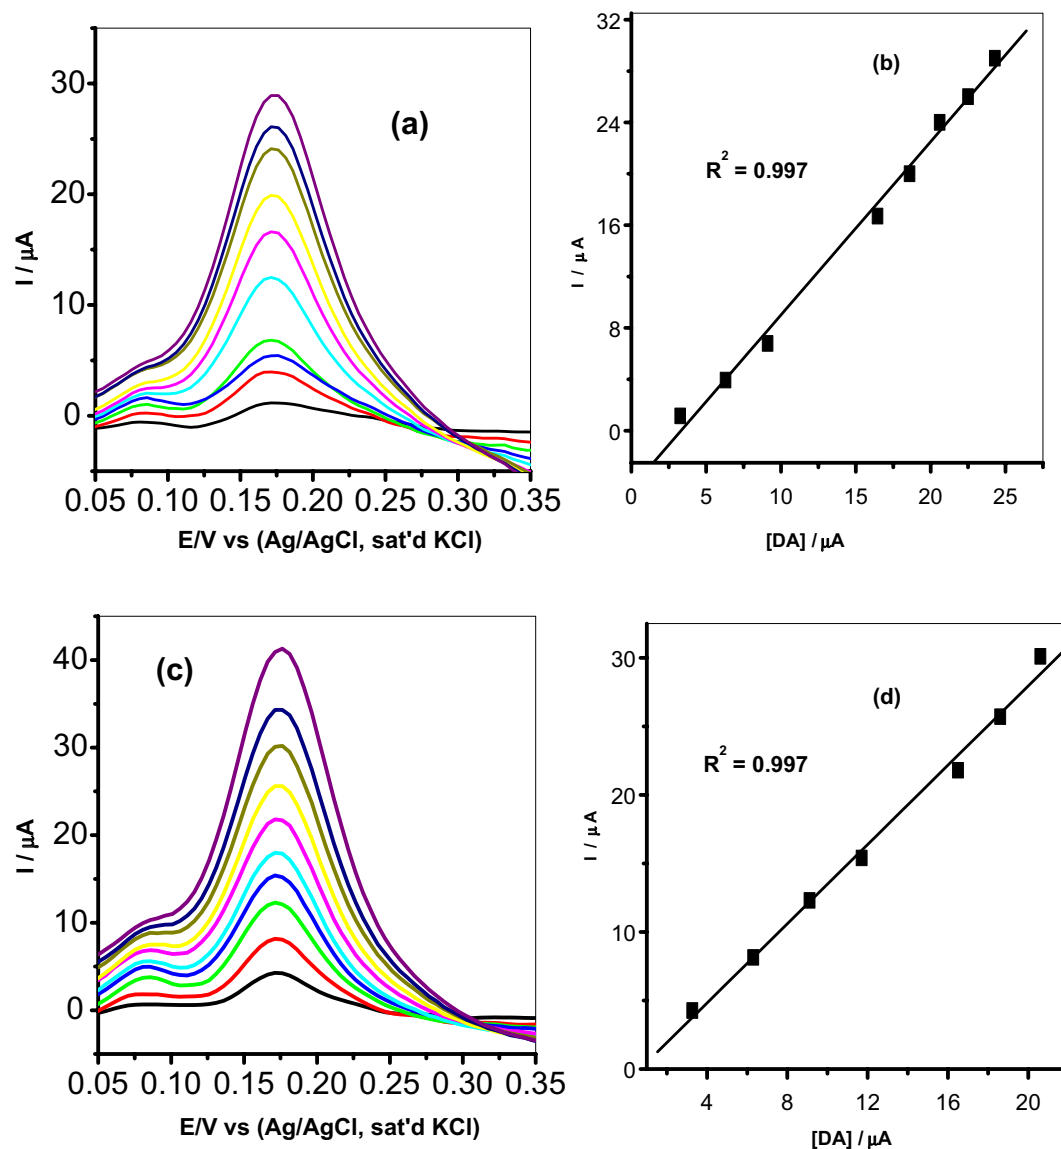 (a)
I / µA
30
20
10
0
0.05 0.10 0.15 0.20 0.25 0.30 0.35
E/V vs (Ag/AgCl, sat'd KCl)
(b)
R² = 0.997
I / µA
32
24
16
8
0
0 5 10 15 20 25
[DA] / µA
(c)
I / µA
40
30
20
10
0
0.05 0.10 0.15 0.20 0.25 0.30 0.35
E/V vs (Ag/AgCl, sat'd KCl)
(d)
R² = 0.997
I / µA
30
20
10
0
4 8 12 16 20
[DA] / µA